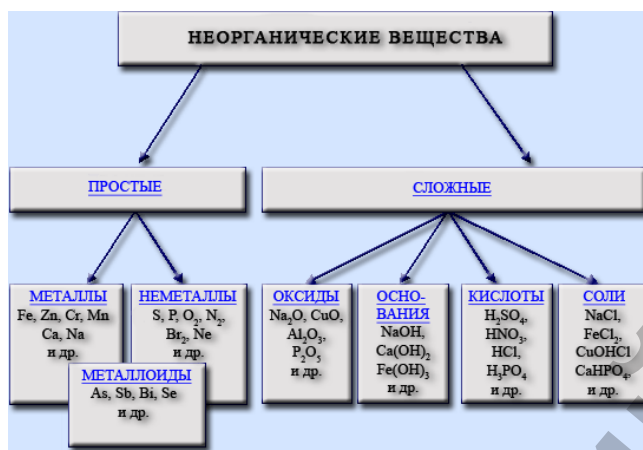 НЕОРГАНИЧЕСКИЕ ВЕЩЕСТВА
ПРОСТЫЕ
СЛОЖНЫЕ
МЕТАЛЛЫ
Fe, Zn, Cr, Mn
Ca, Na
и др.
НЕМЕТАЛЛЫ
S, P, O₂, N₂,
Br₂, Ne
и др.
МЕТАЛЛОИДЫ
As, Sb, Bi, Se
и др.
ОКСИДЫ
Na₂O, CuO,
Al₂O₃,
P₂O₅
и др.
ОСНО-
ВАНИЯ
NaOH,
Ca(OH)₂
Fe(OH)₃
и др.
КИСЛОТЫ
H₂SO₄,
HNO₃,
HCl,
H₃PO₄
и др.
СОЛИ
NaCl,
FeCl₂,
CuOHCl
CaHPO₄,
и др.